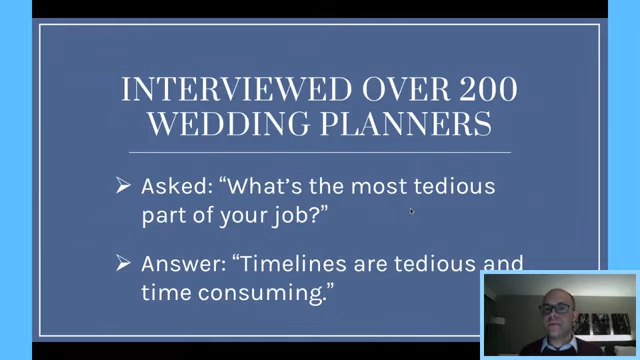 INTERVIEWED OVER 200
WEDDING PLANNERS
Asked: “What’s the most tedious
part of your job?”
Answer: “Timelines are tedious and
time consuming.”